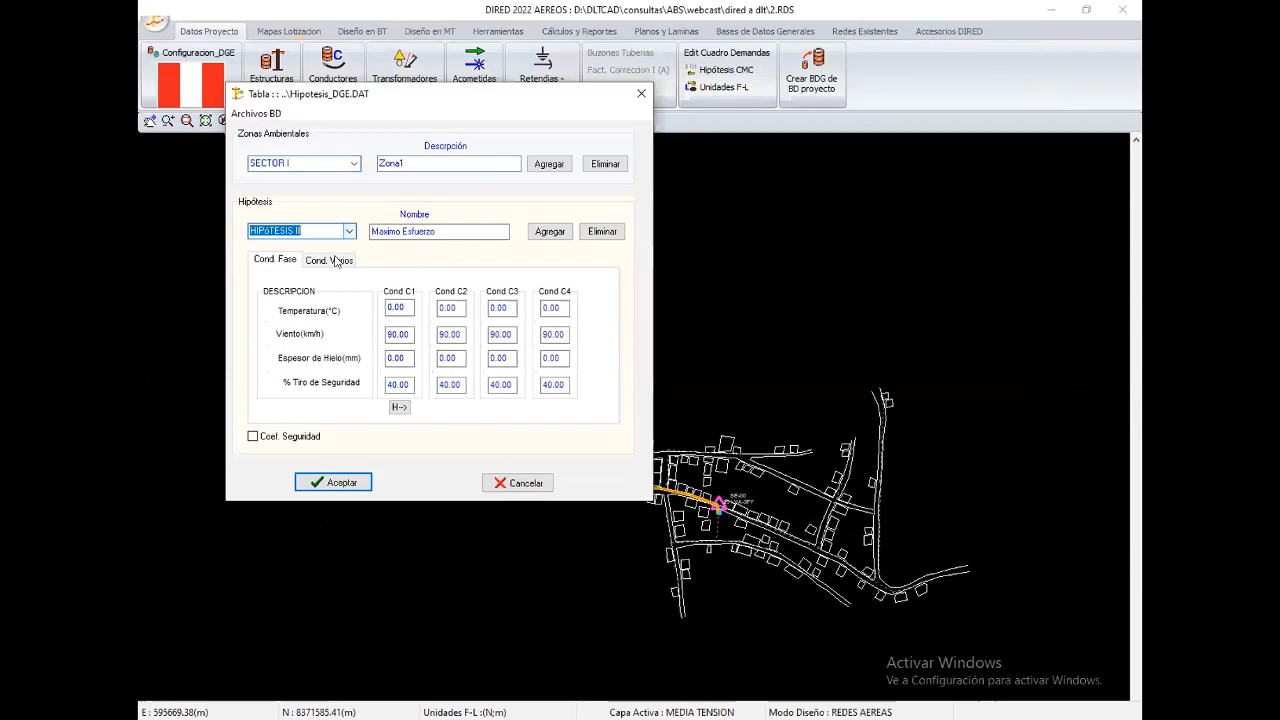 DIRED 2022 AEREOS : D:\DLTCAD\consultas\ABS\webcast\dired a dlt\2.RDS
Datos Proyecto Mapas Lotizacion Diseño en BT Diseño en MT Herramientas Cálculos y Reportes Planos y Laminas Bases de Datos Generales Redes Existentes Accesorios DIRED
Configuracion_DGE
Estructuras
Conductores
Transformadores
Acometidas
Retendias
Buzones Tuberias
Fact. Correccion I (A)
Edit Cuadro Demandas
Hipótesis CMC
Unidades F-L
Crear BDG de
BD proyecto
Tabla : : ..\Hipotesis_DGE.DAT
Archivos BD
Zonas Ambientales
Descrpción
SECTOR I Zona1 Agregar Eliminar
Hipótesis
Nombre
HIPóTESIS II Maximo Esfuerzo Agregar Eliminar
Cond. Fase Cond. Varios
DESCRIPCION Cond C1 Cond C2 Cond C3 Cond C4
Temperatura(°C) 0.00 0.00 0.00 0.00
Viento(km/h) 90.00 90.00 90.00 90.00
Espesor de Hielo(mm) 0.00 0.00 0.00 0.00
% Tiro de Seguridad 40.00 40.00 40.00 40.00
H-->
Coef. Seguridad
Aceptar Cancelar
SE-00
Activar Windows
Ve a Configuración para activar Windows.
E : 595669.38(m) N : 8371585.41(m) Unidades F-L :(N;m) Capa Activa : MEDIA TENSION Modo Diseño : REDES AEREAS